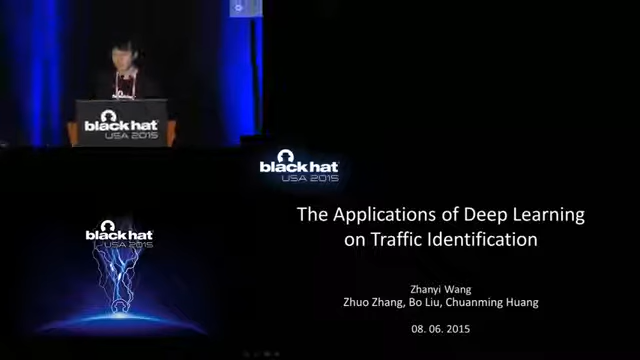 black hat
USA 2015
black hat
USA 2015
black hat
USA 2015
The Applications of Deep Learning
on Traffic Identification
Zhanyi Wang
Zhuo Zhang, Bo Liu, Chuanming Huang
08. 06. 2015